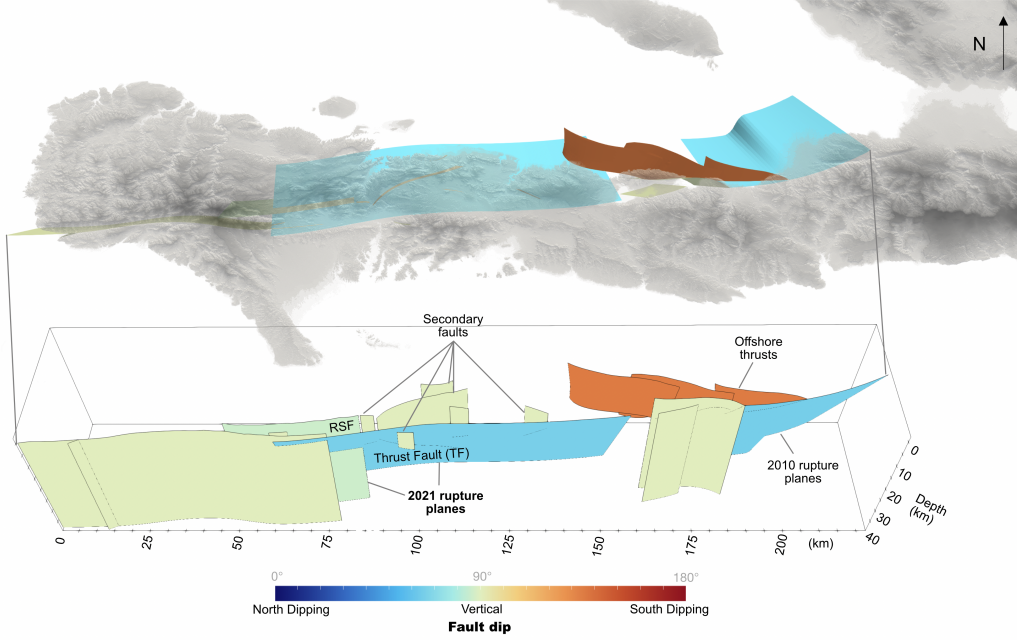 N
Secondary
faults
Offshore
thrusts
RSF
Thrust Fault (TF)
2021 rupture
planes
2010 rupture
planes
0
10
20
30
40
Depth
(km)
0
25
50
75
100
125
150
175
200
(km)
0°
90°
180°
North Dipping
Vertical
South Dipping
Fault dip